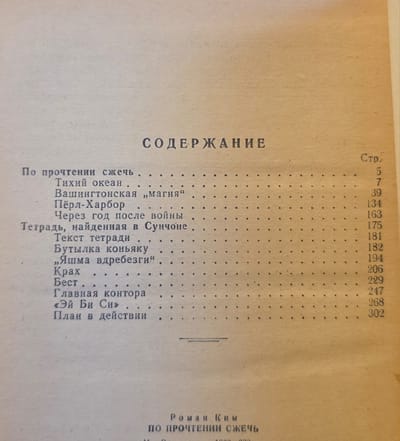 СОДЕРЖАНИЕ
Стр.
По прочтении сжечь 5
Тихий океан 7
Вашингтонская „магия“ 39
Пёрл-Харбор 134
Через год после войны 163
Тетрадь, найденная в Сунчоне 175
Текст тетради 181
Бутылка коньяку 182
„Яшма вдребезги“ 194
Крах 206
Бест 229
Главная контора 247
«Эй Би Си» 268
План в действии 302
Роман Ким
ПО ПРОЧТЕНИИ СЖЕЧЬ